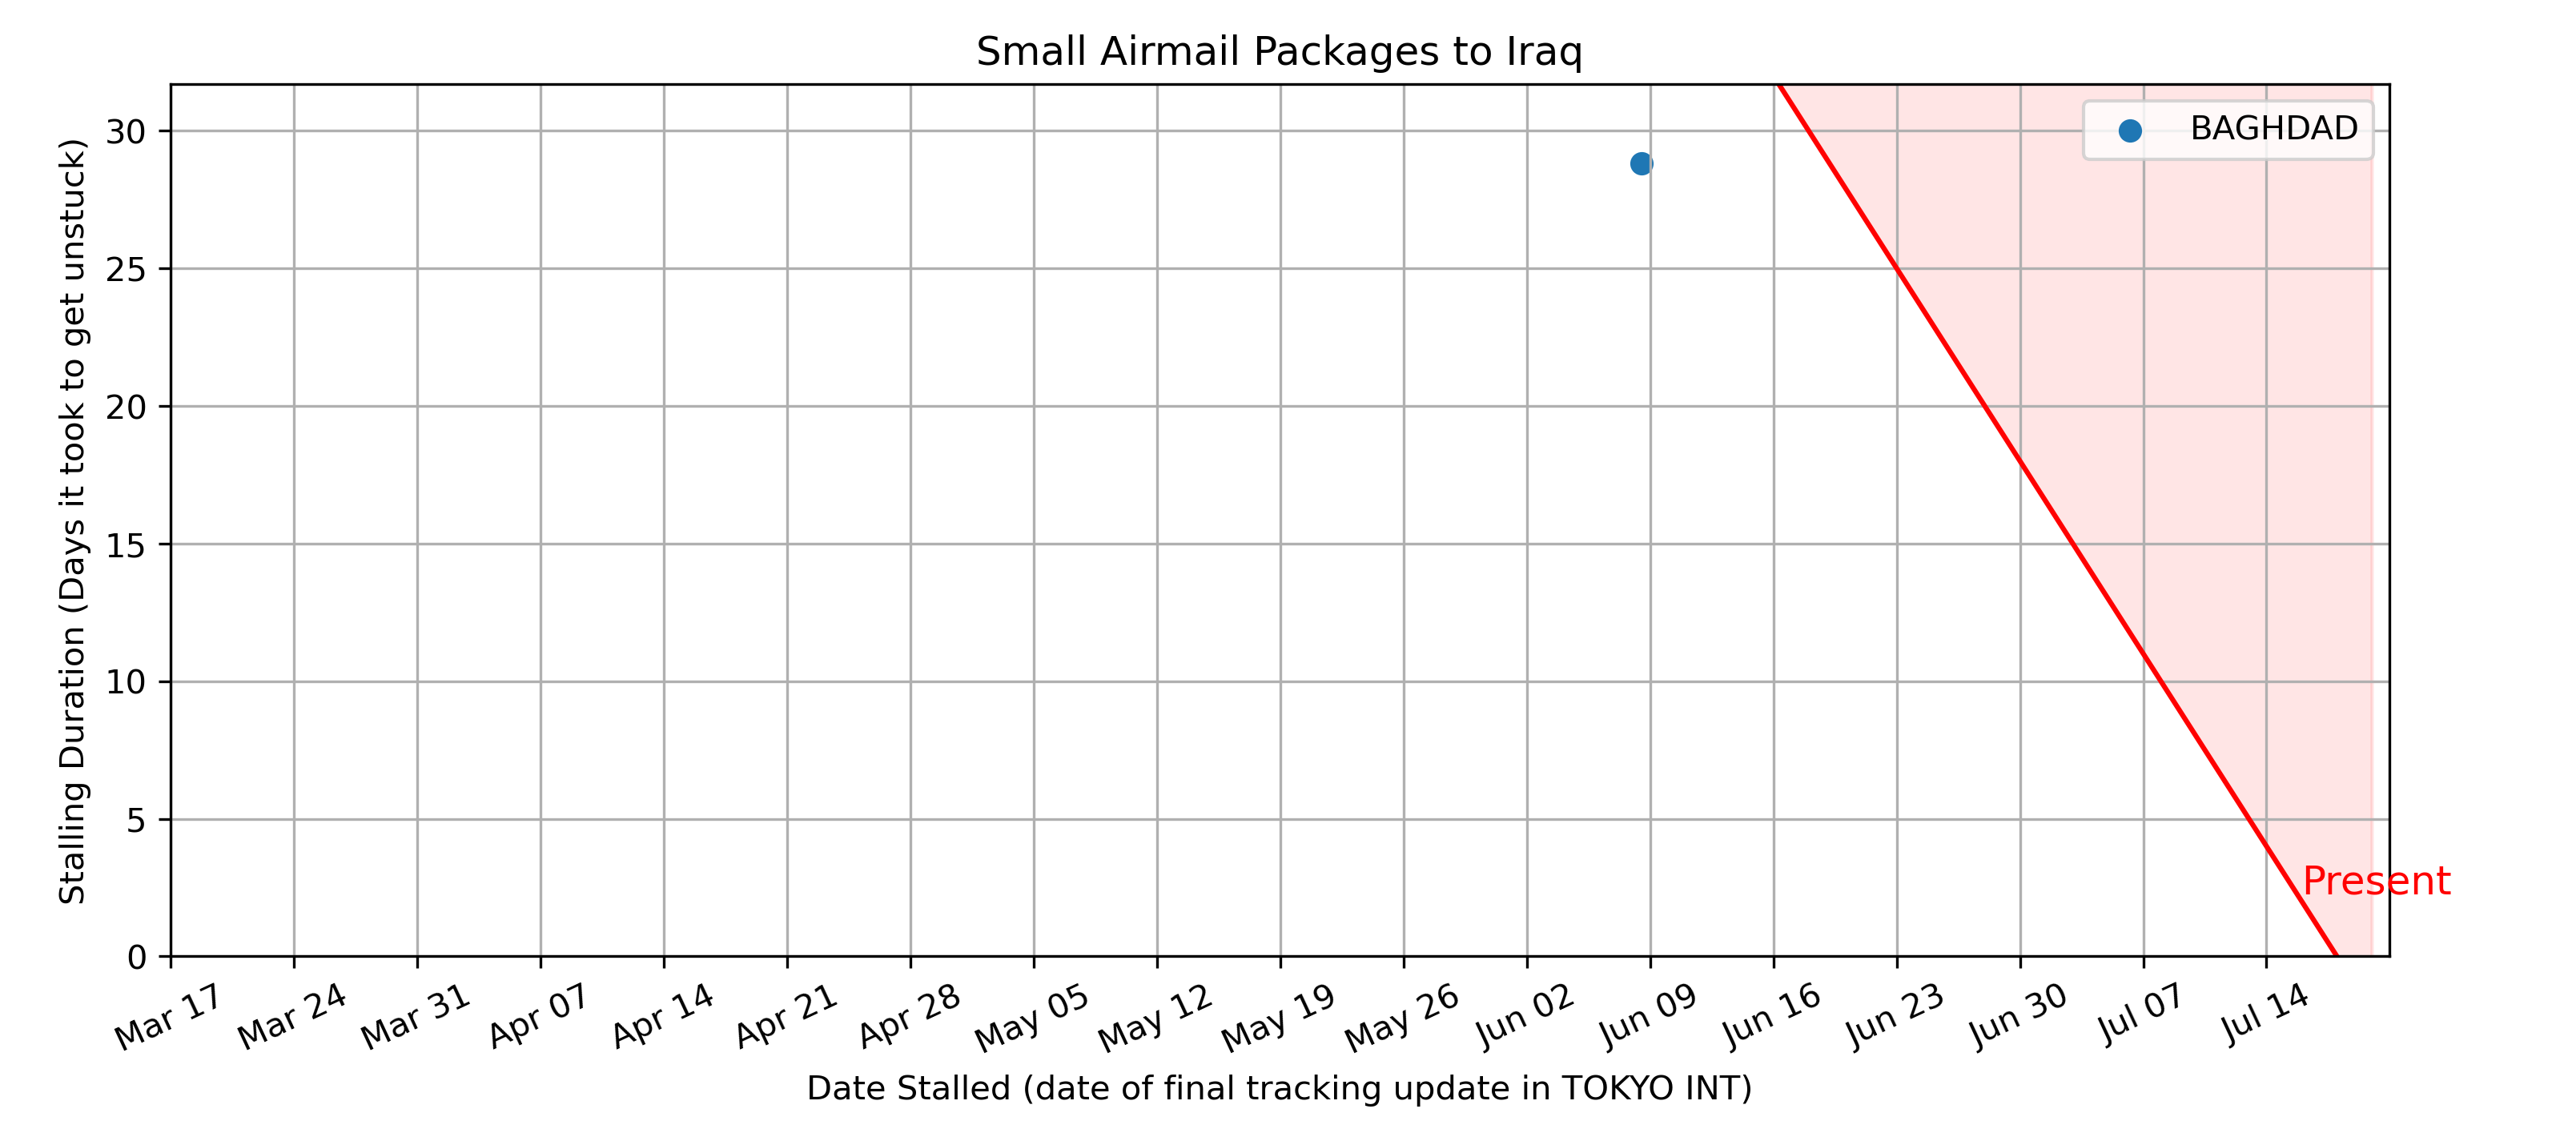 Small Airmail Packages to Iraq
BAGHDAD
Stalling Duration (Days it took to get unstuck)
30
25
20
15
10
5
0
Present
Mar 17
Mar 24
Mar 31
Apr 07
Apr 14
Apr 21
Apr 28
May 05
May 12
May 19
May 26
Jun 02
Jun 09
Jun 16
Jun 23
Jun 30
Jul 07
Jul 14
Date Stalled (date of final tracking update in TOKYO INT)